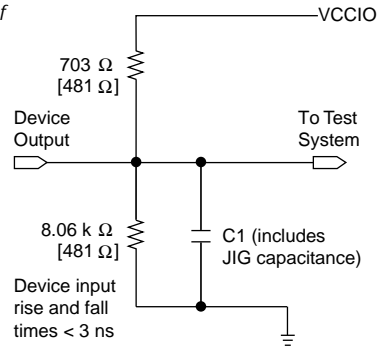 f
VCCIO
703 Ω
[481 Ω]
Device
Output
To Test
System
8.06 k Ω
[481 Ω]
C1 (includes
JIG capacitance)
Device input
rise and fall
times < 3 ns